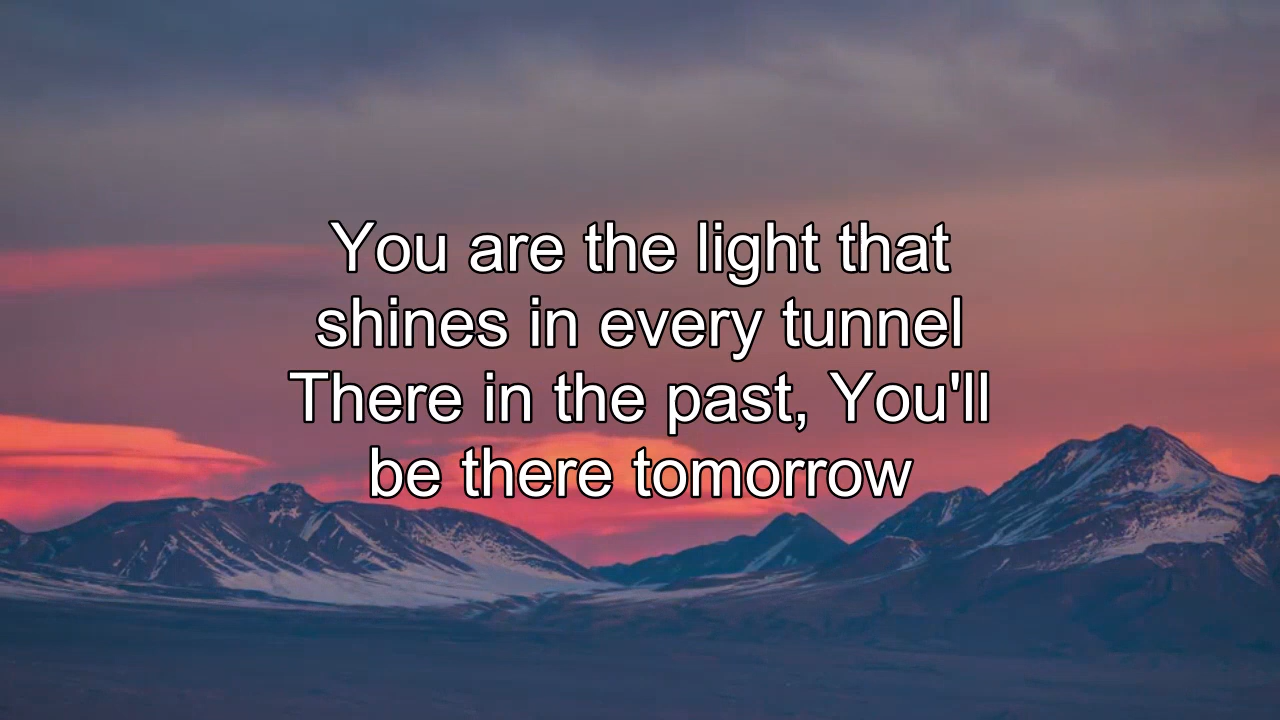 You are the light that
shines in every tunnel
There in the past, You'll
be there tomorrow